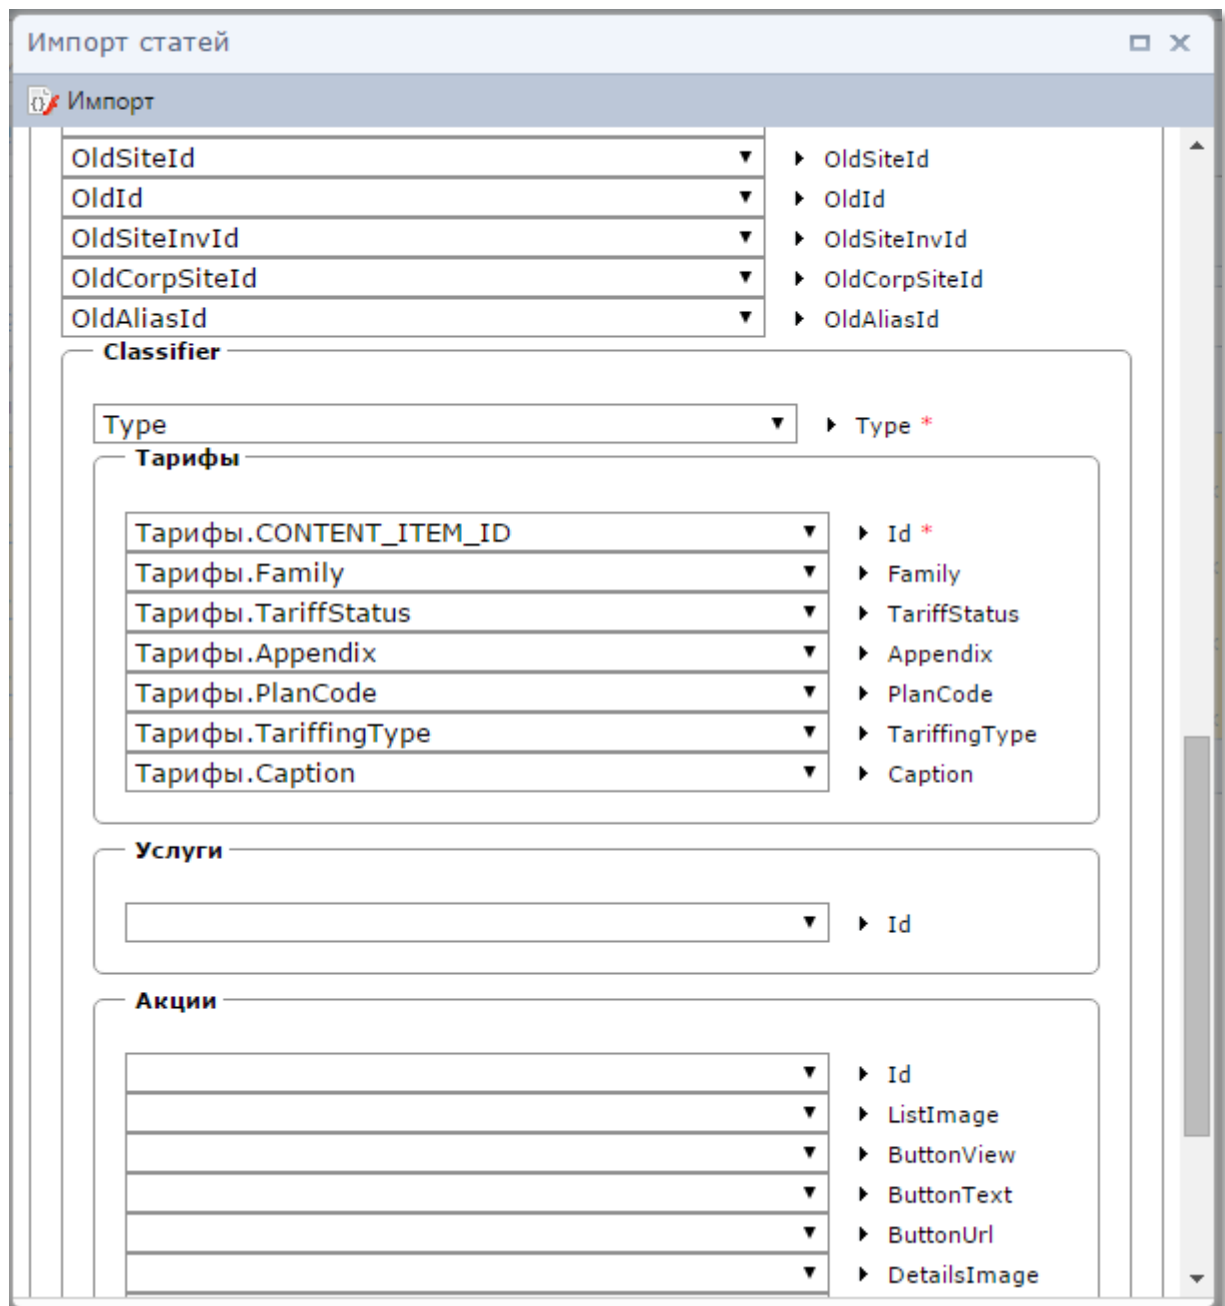 Импорт статей
Импорт
OldSiteId OldSiteId
OldId OldId
OldSiteInvId OldSiteInvId
OldCorpSiteId OldCorpSiteId
OldAliasId OldAliasId
Classifier
Type Type *
Тарифы
Тарифы.CONTENT_ITEM_ID Id *
Тарифы.Family Family
Тарифы.TariffStatus TariffStatus
Тарифы.Appendix Appendix
Тарифы.PlanCode PlanCode
Тарифы.TariffingType TariffingType
Тарифы.Caption Caption
Услуги
Id
Акции
Id
ListImage
ButtonView
ButtonText
ButtonUrl
DetailsImage